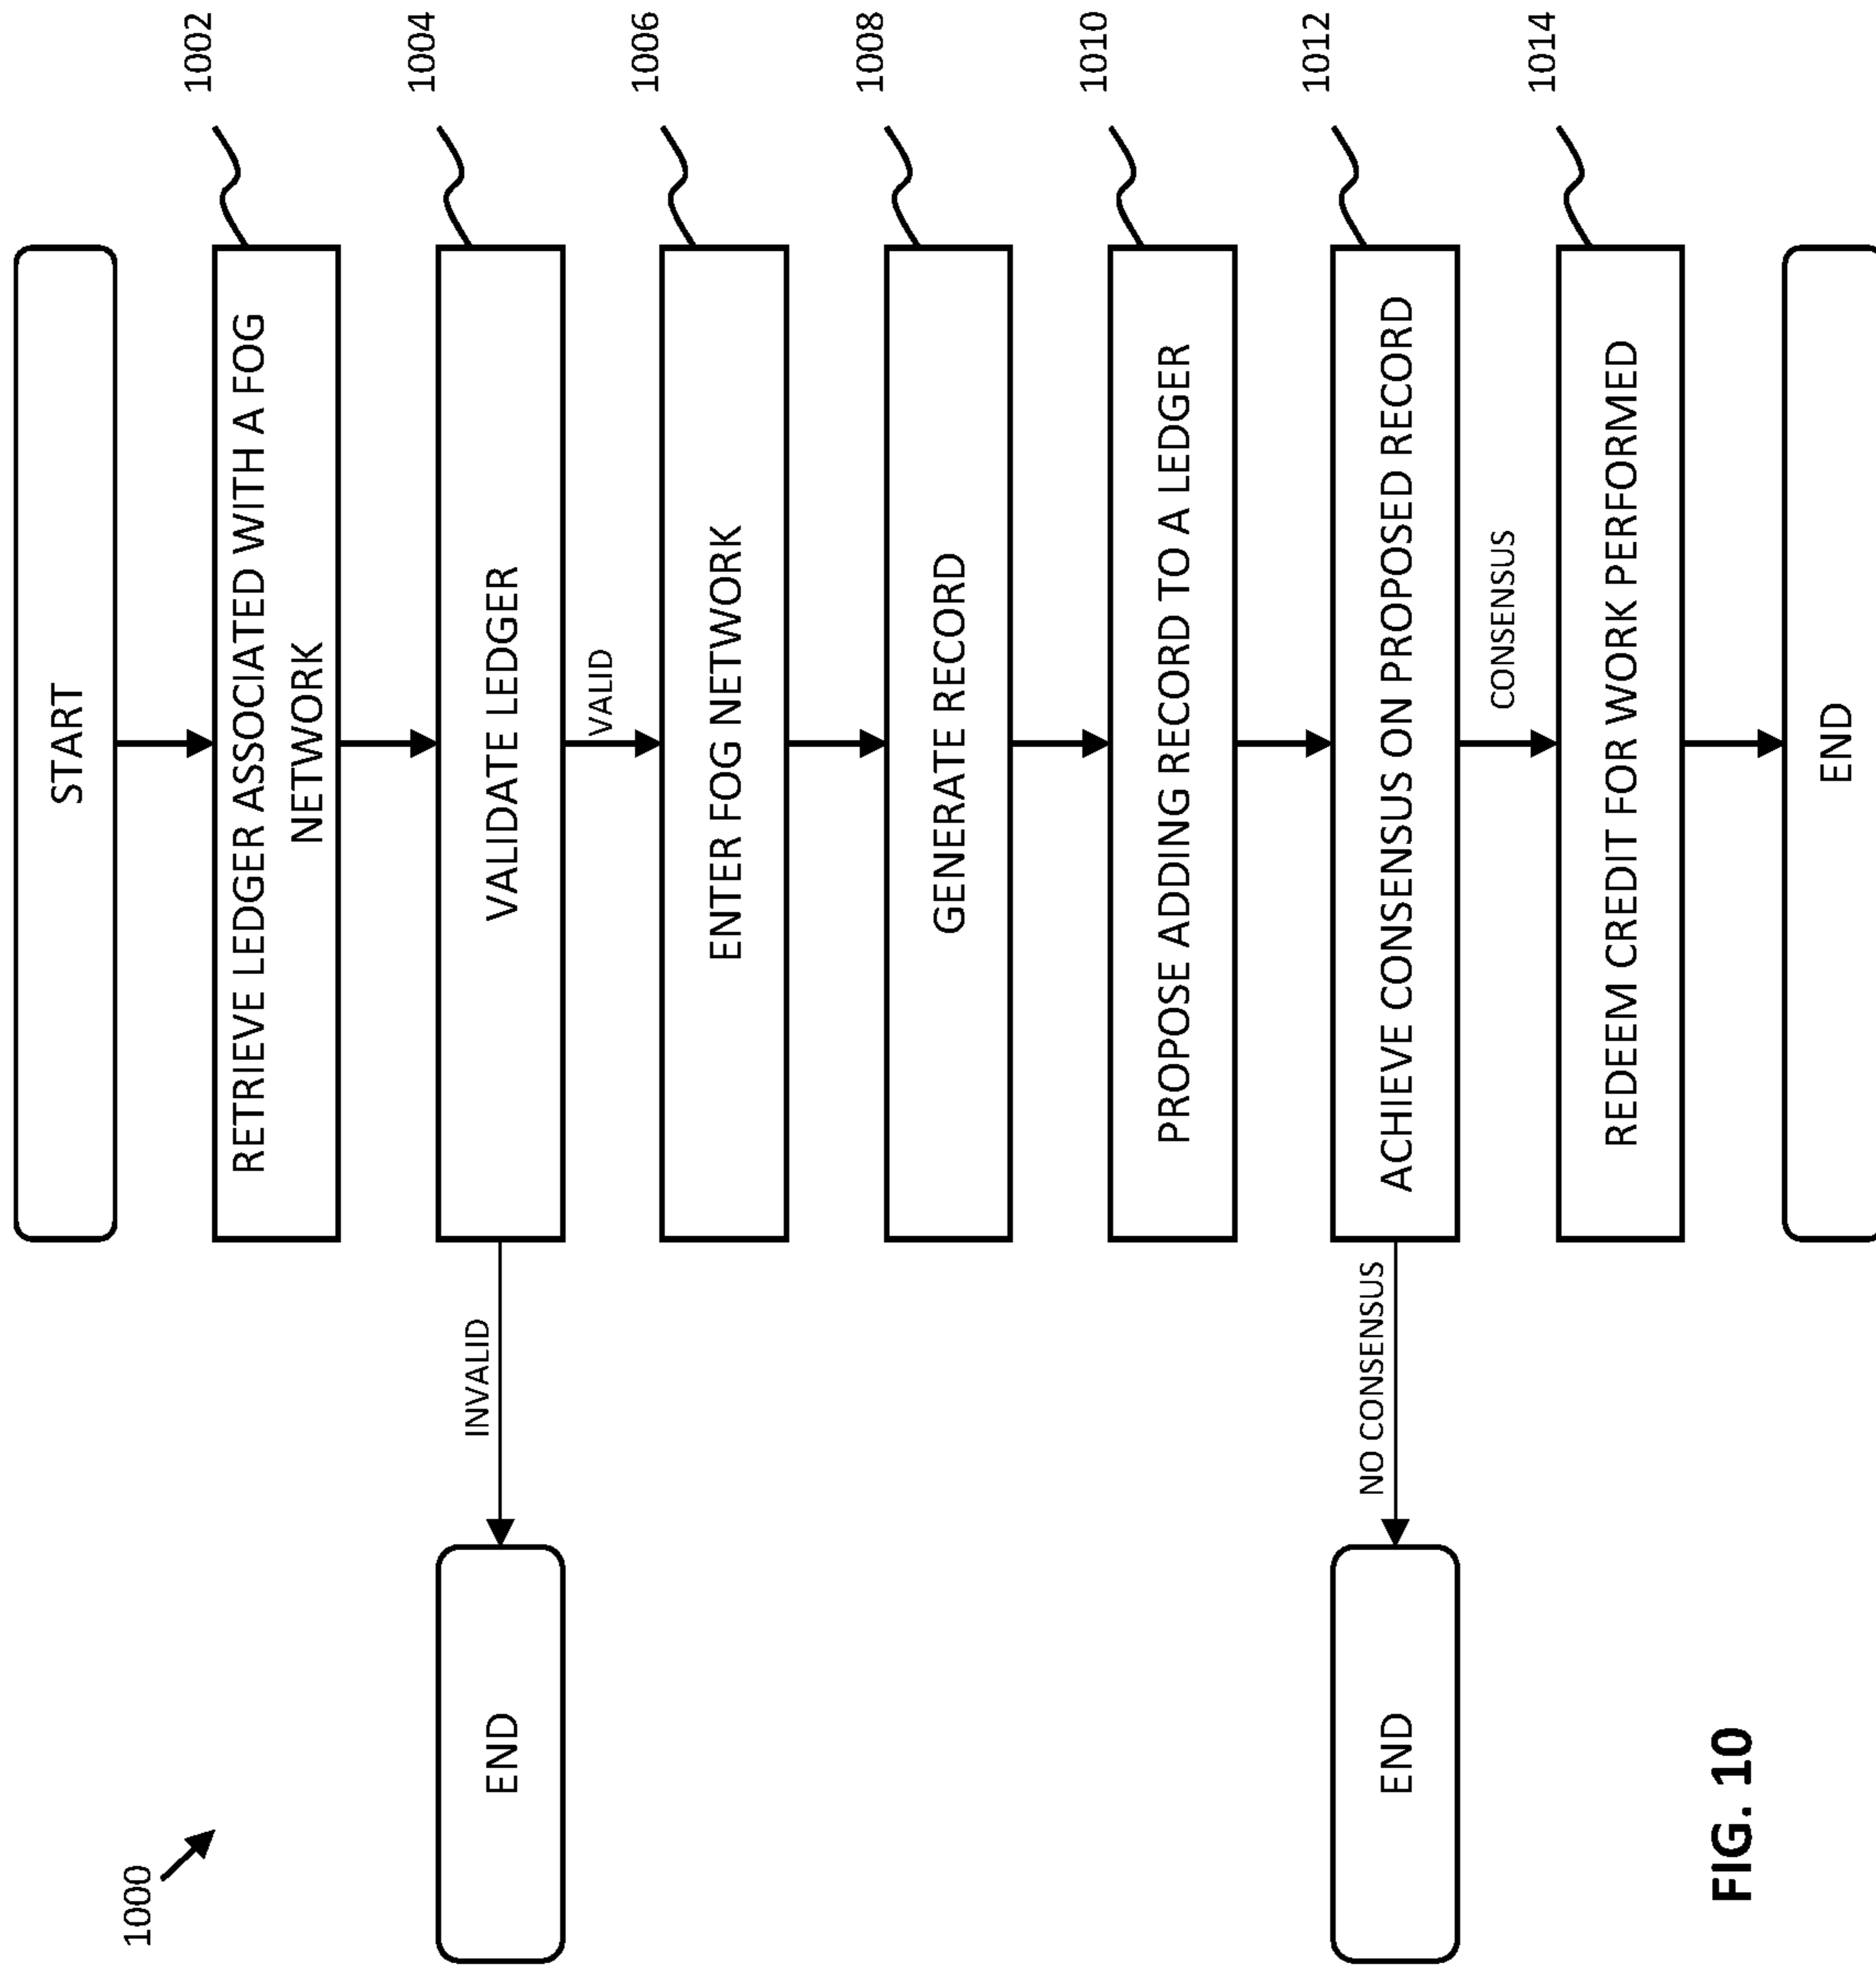 1000
START
RETRIEVE LEDGER ASSOCIATED WITH A FOG
NETWORK
1002
VALIDATE LEDGER
1004
INVALID
END
VALID
ENTER FOG NETWORK
1006
GENERATE RECORD
1008
PROPOSE ADDING RECORD TO A LEDGER
1010
ACHIEVE CONSENSUS ON PROPOSED RECORD
1012
NO CONSENSUS
END
CONSENSUS
REDEEM CREDIT FOR WORK PERFORMED
1014
END
FIG. 10